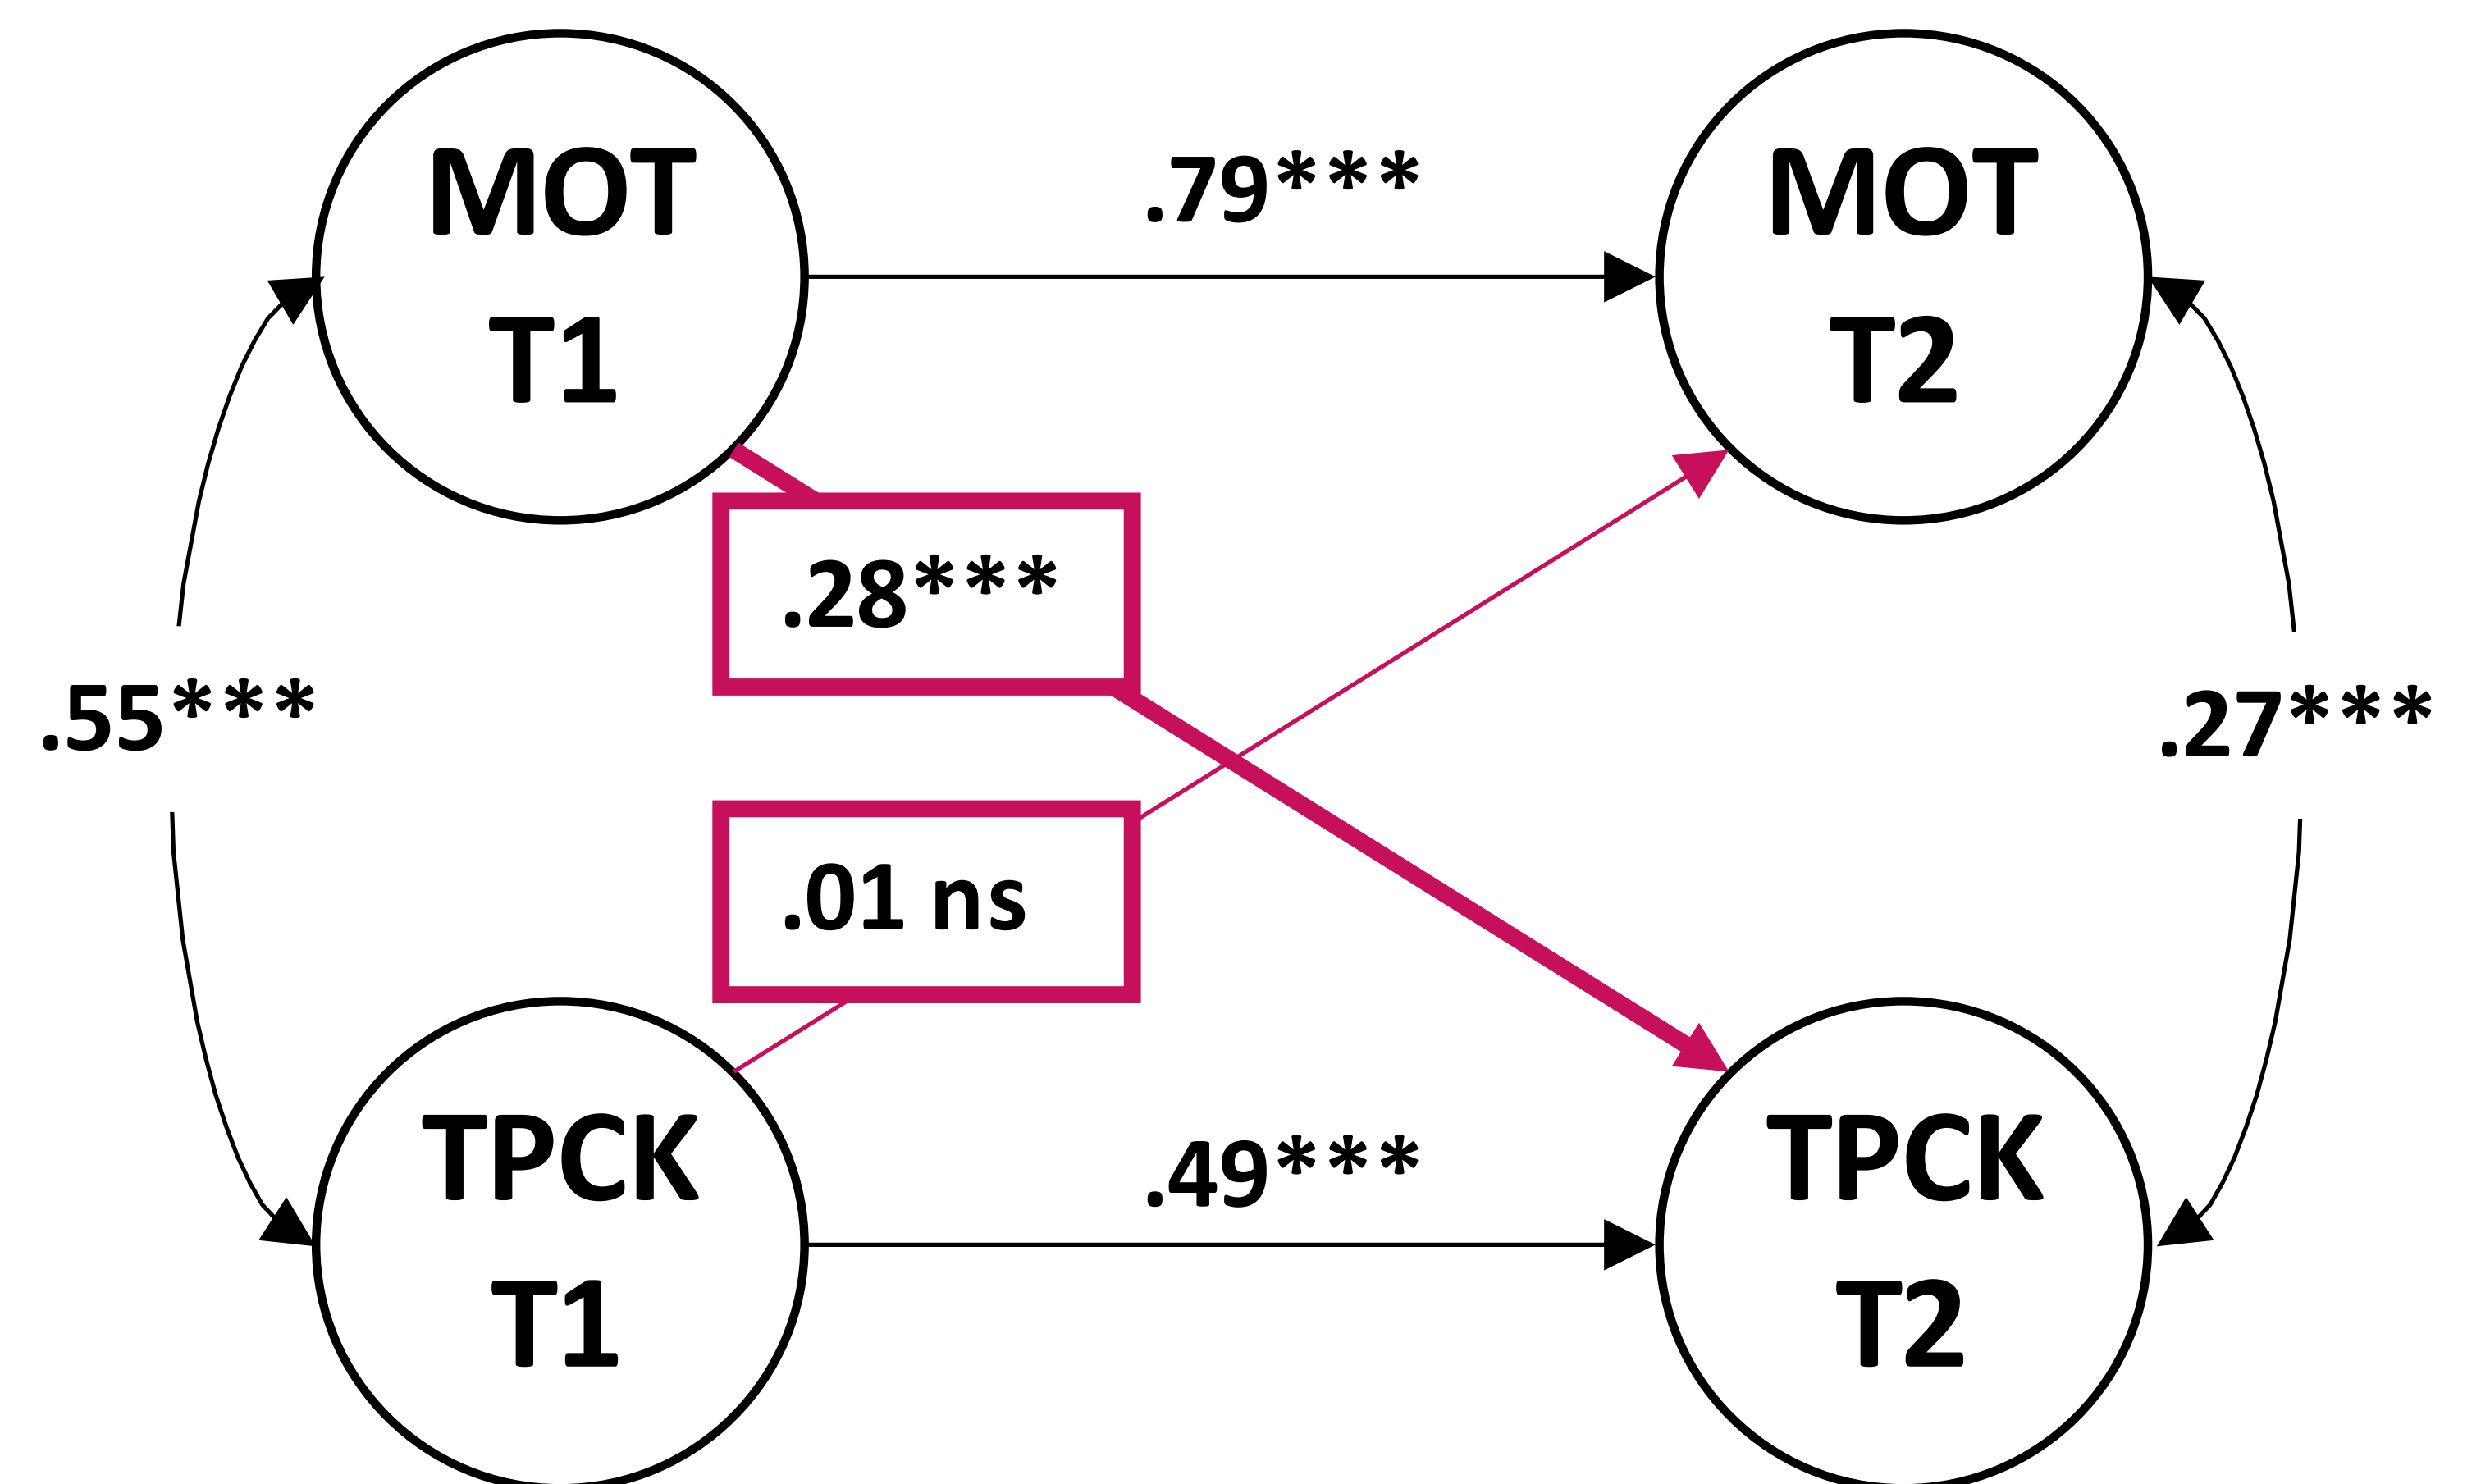 MOT
T1
.79***
MOT
T2
.28***
.55***
.27***
.01 ns
TPCK
T1
.49***
TPCK
T2